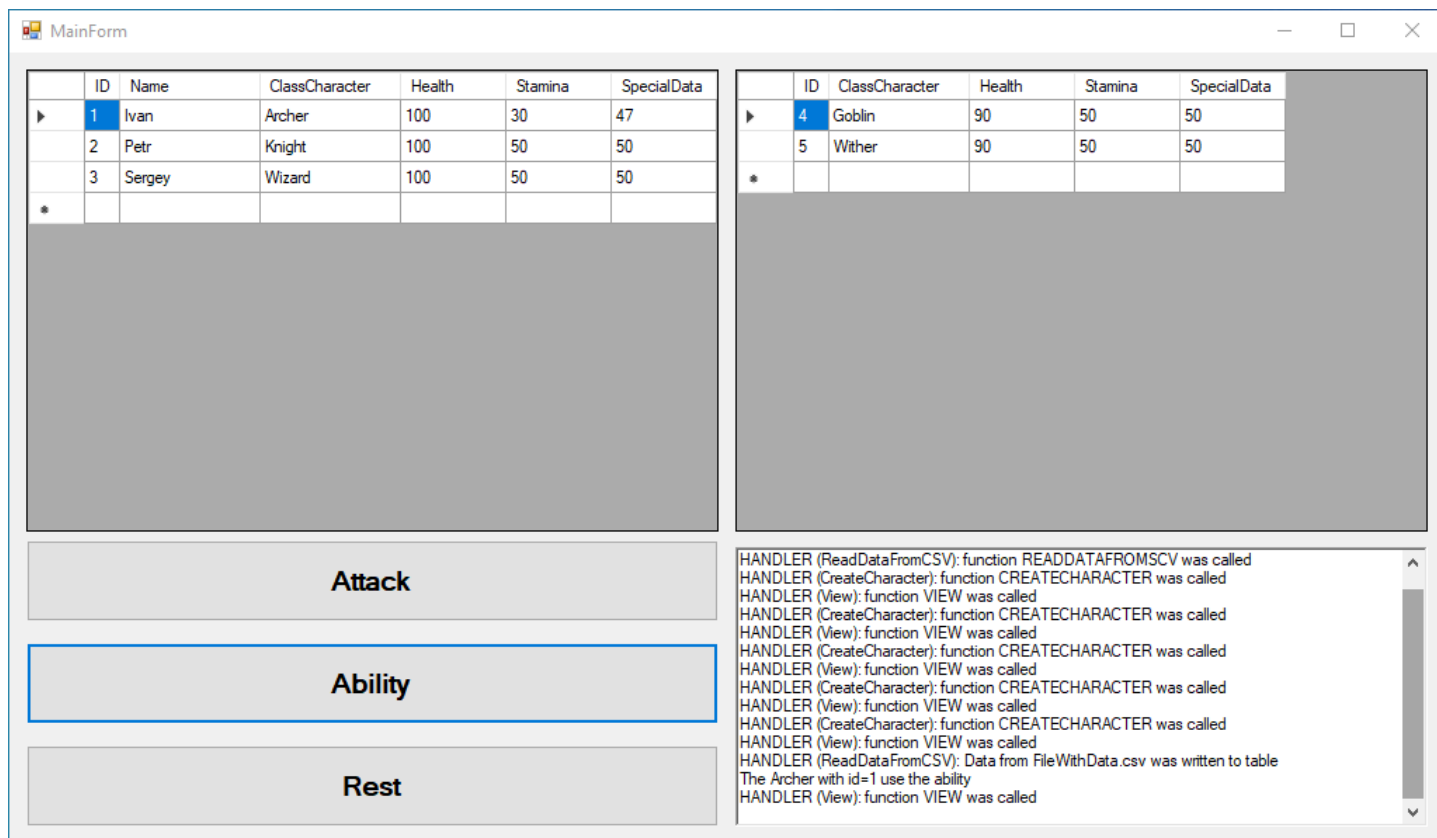 MainForm
ID Name ClassCharacter Health Stamina SpecialData
1 Ivan Archer 100 30 47
2 Petr Knight 100 50 50
3 Sergey Wizard 100 50 50
ID ClassCharacter Health Stamina SpecialData
4 Goblin 90 50 50
5 Wither 90 50 50
Attack
Ability
Rest
HANDLER (ReadDataFromCSV): function READDATAFROMSCV was called
HANDLER (CreateCharacter): function CREATECHARACTER was called
HANDLER (View): function VIEW was called
HANDLER (CreateCharacter): function CREATECHARACTER was called
HANDLER (View): function VIEW was called
HANDLER (CreateCharacter): function CREATECHARACTER was called
HANDLER (View): function VIEW was called
HANDLER (CreateCharacter): function CREATECHARACTER was called
HANDLER (View): function VIEW was called
HANDLER (CreateCharacter): function CREATECHARACTER was called
HANDLER (View): function VIEW was called
HANDLER (ReadDataFromCSV): Data from FileWithData.csv was written to table
The Archer with id=1 use the ability
HANDLER (View): function VIEW was called